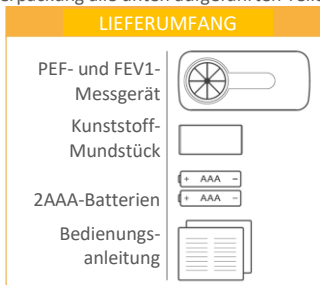 LIEFERUMFANG
PEF- und FEV1-
Messgerät
Kunststoff-
Mundstück
2AAA-Batterien
+ AAA –
+ AAA –
Bedienungs-
anleitung